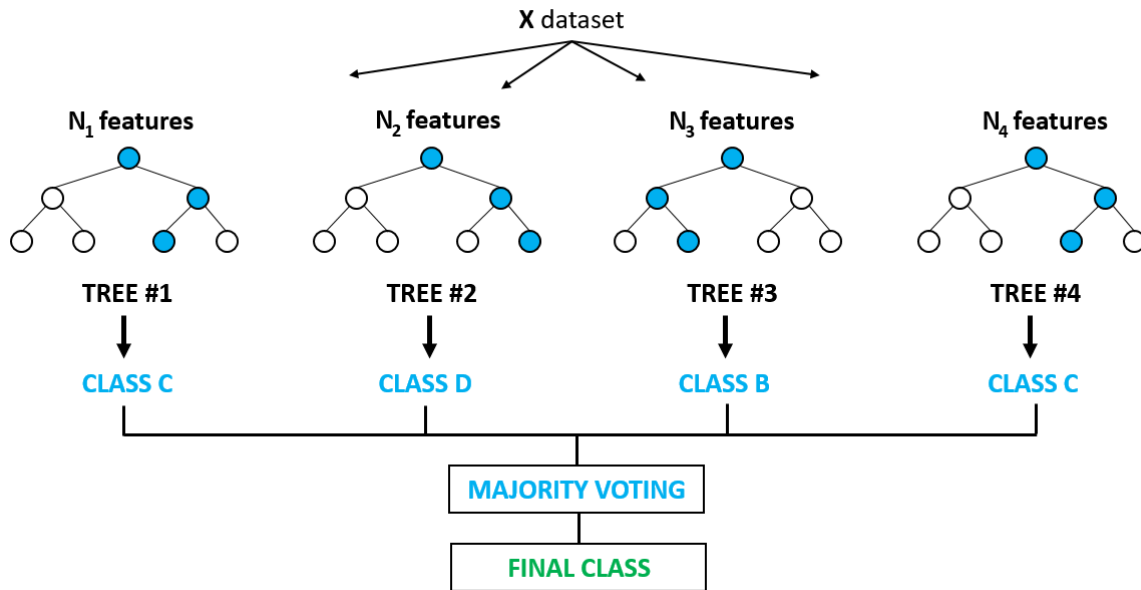 X dataset
N₁ features
N₂ features
N₃ features
N₄ features
TREE #1
TREE #2
TREE #3
TREE #4
CLASS C
CLASS D
CLASS B
CLASS C
MAJORITY VOTING
FINAL CLASS